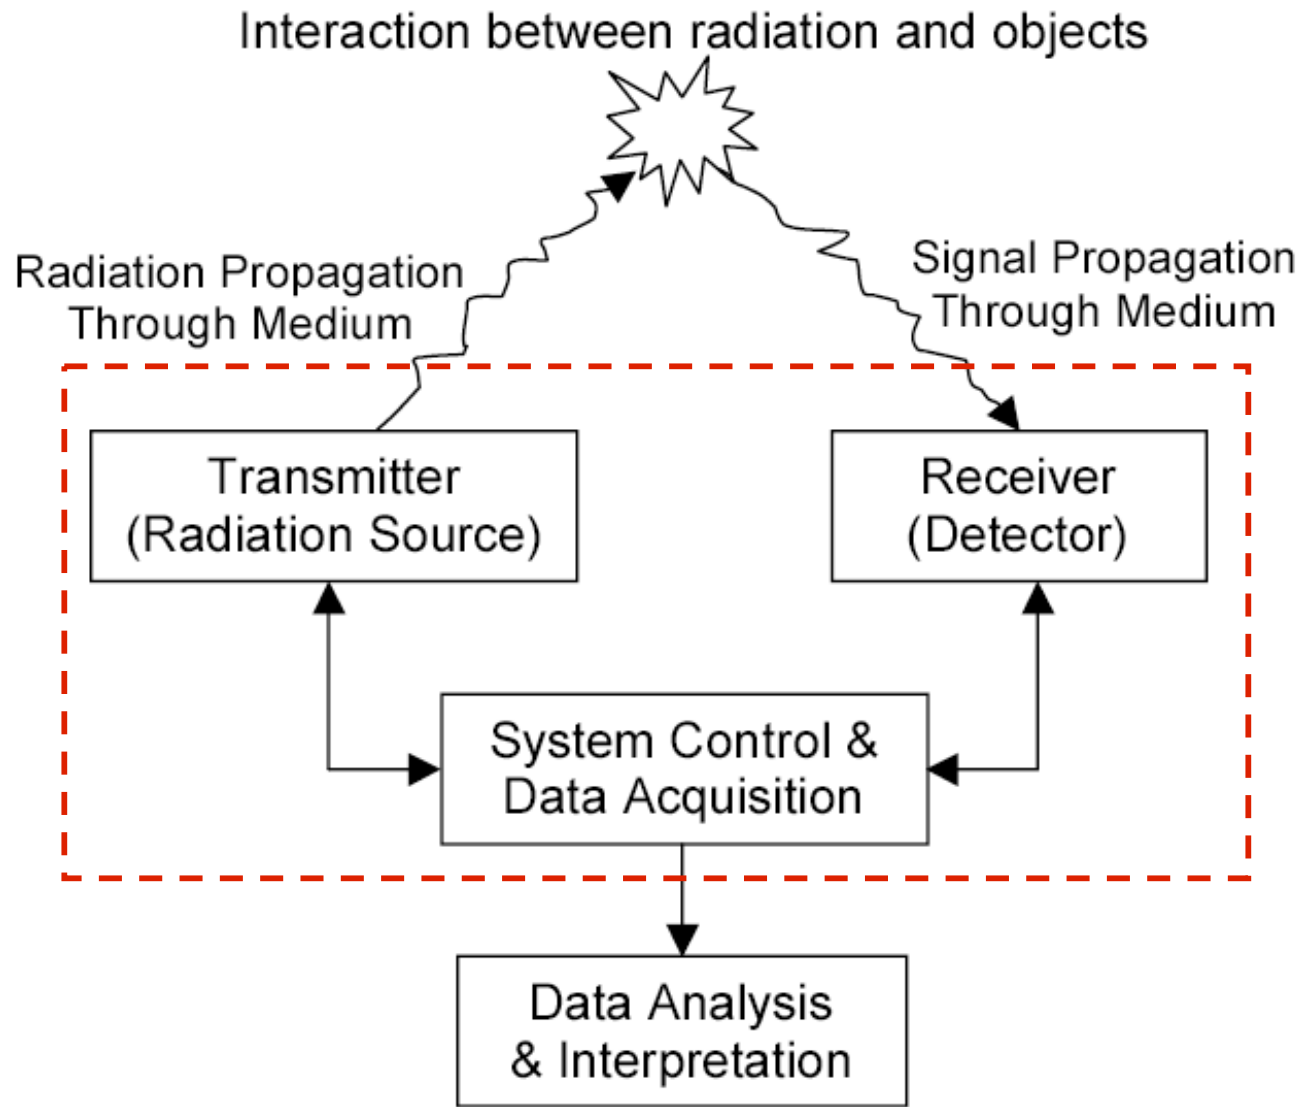 Interaction between radiation and objects
Radiation Propagation
Through Medium
Signal Propagation
Through Medium
Transmitter
(Radiation Source)
Receiver
(Detector)
System Control &
Data Acquisition
Data Analysis
& Interpretation